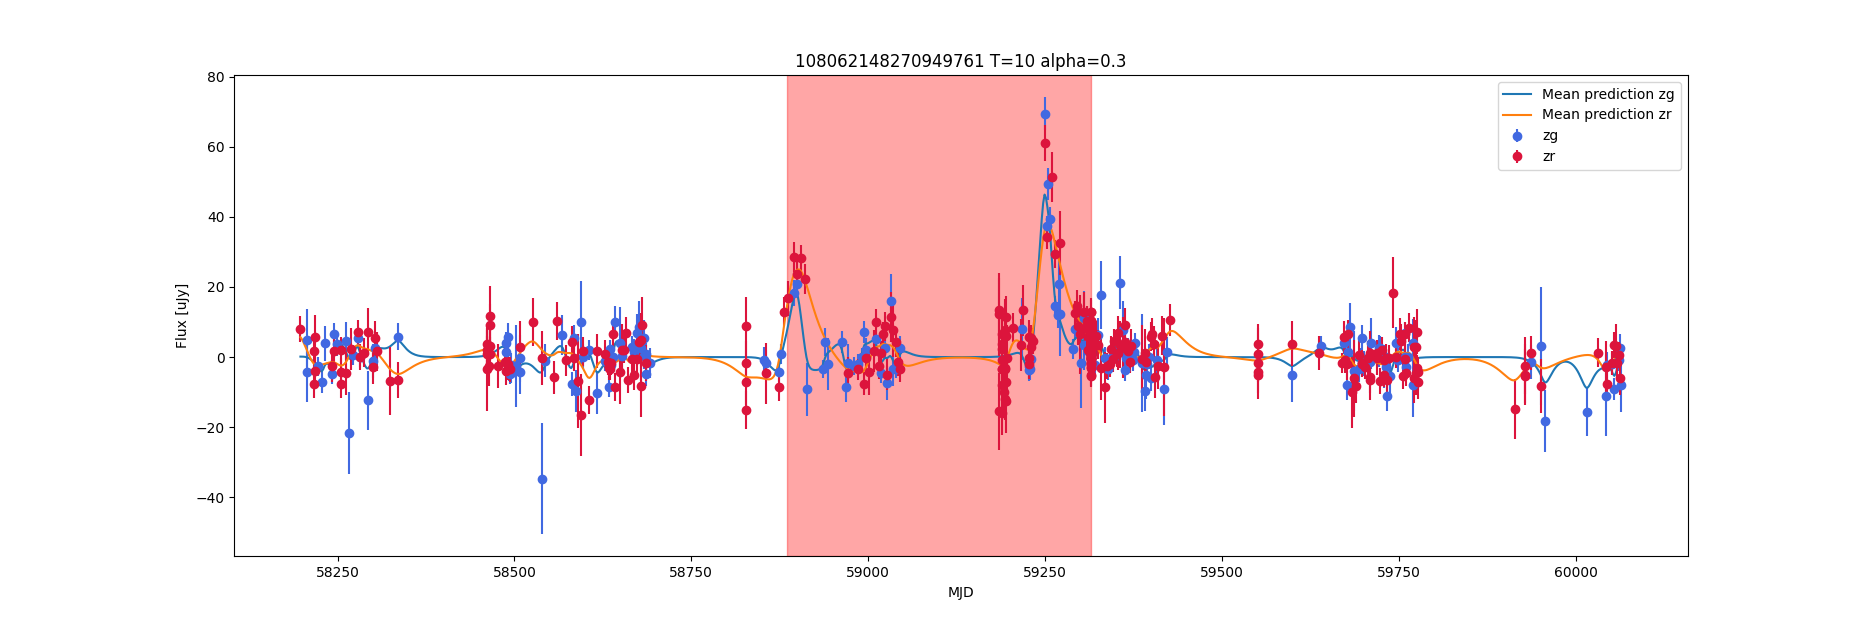 108062148270949761 T=10 alpha=0.3
80
60
40
20
0
−20
−40
Flux [uJy]
Mean prediction zg
Mean prediction zr
zg
zr
58250 58500 58750 59000 59250 59500 59750 60000
MJD